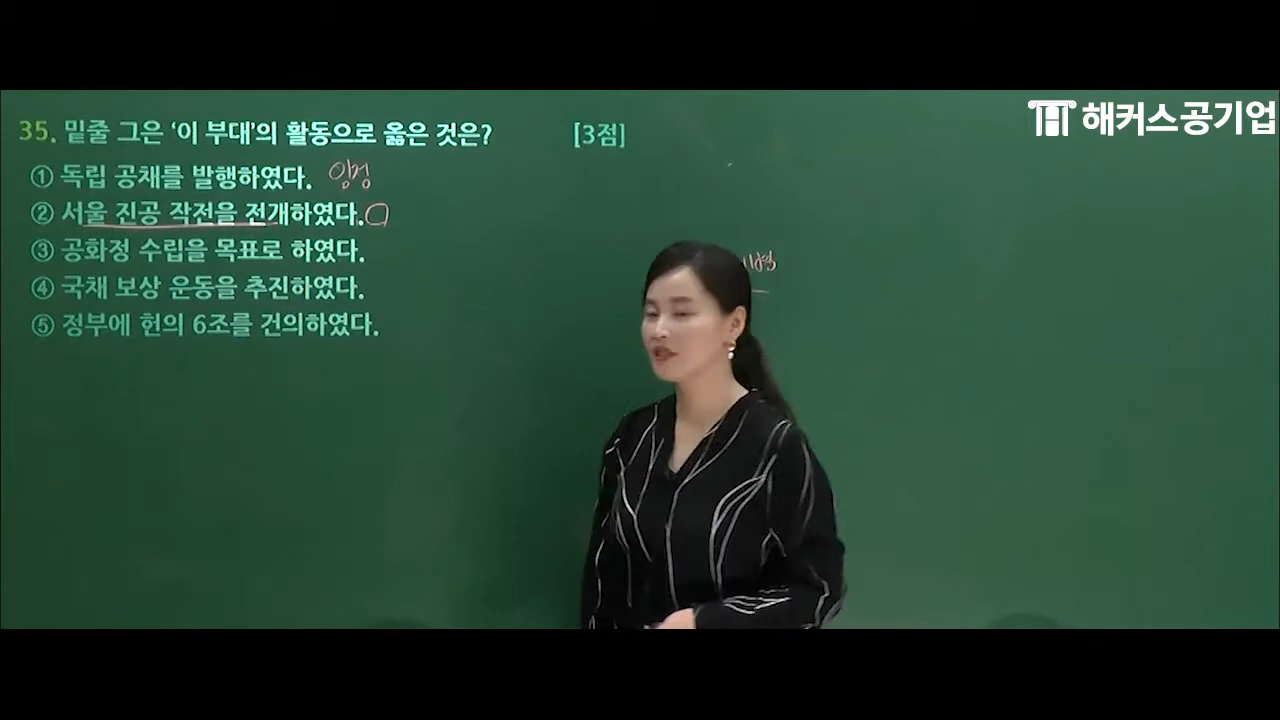 해커스공기업
35. 밑줄 그은 ‘이 부대’의 활동으로 옳은 것은? [3점]
① 독립 공채를 발행하였다. 임정
② 서울 진공 작전을 전개하였다.
③ 공화정 수립을 목표로 하였다.
④ 국채 보상 운동을 추진하였다.
⑤ 정부에 헌의 6조를 건의하였다.